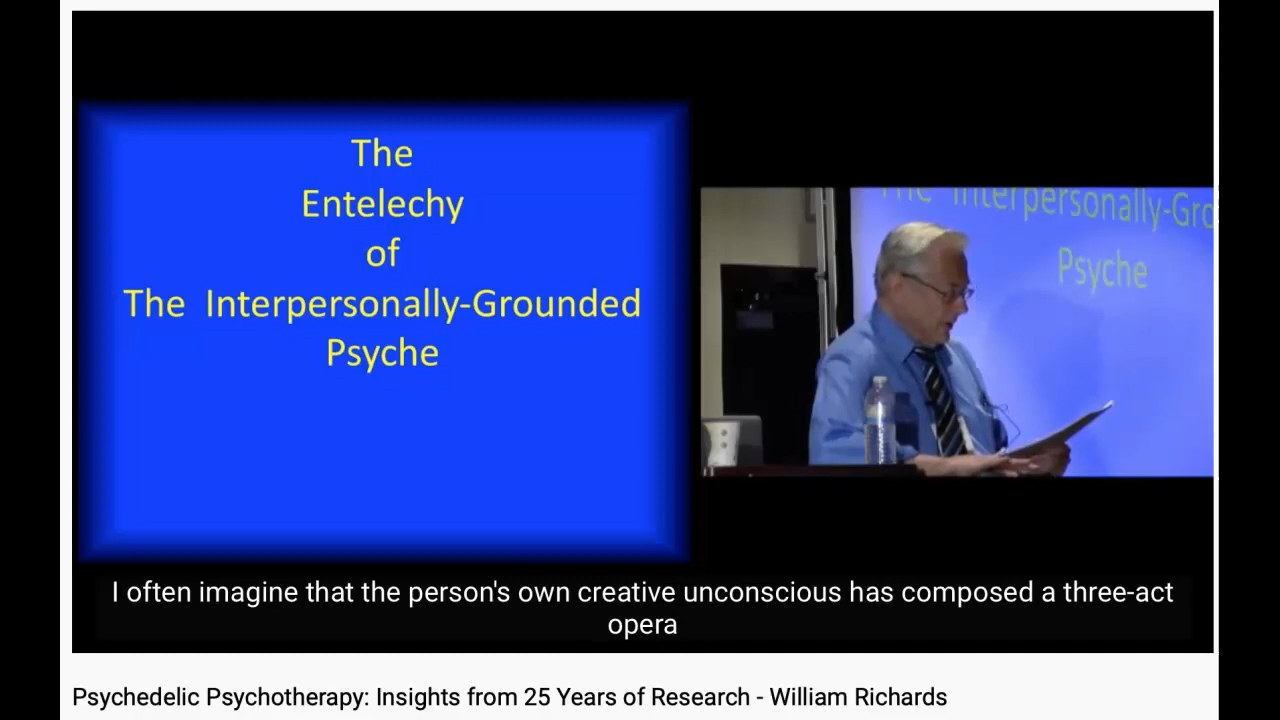 The
Entelechy
of
The Interpersonally-Grounded
Psyche
The Interpersonally-Gro
Psyche
I often imagine that the person's own creative unconscious has composed a three-act
opera
Psychedelic Psychotherapy: Insights from 25 Years of Research - William Richards